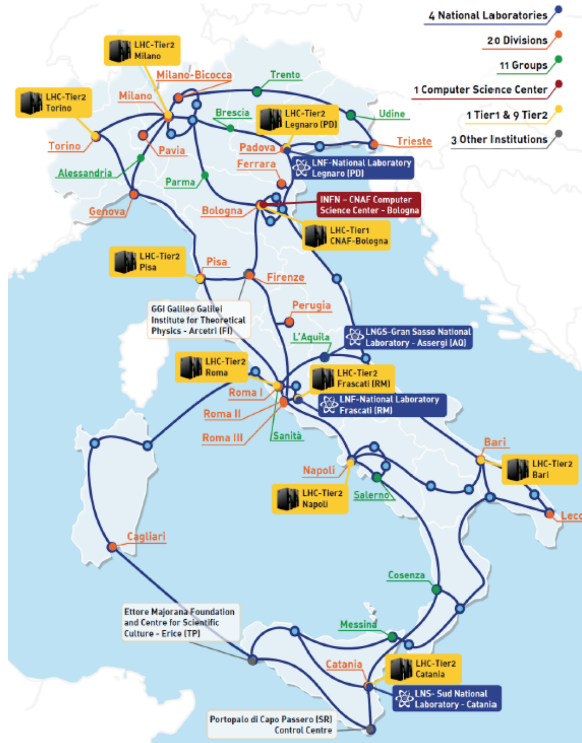 4 National Laboratories
20 Divisions
11 Groups
1 Computer Science Center
1 Tier1 & 9 Tier2
3 Other Institutions
LHC-Tier2
Milano
Milano-Bicocca
Trento
LHC-Tier2
Torino
Milano
Brescia
LHC-Tier2
Legnaro (PD)
Udine
Torino
Pavia
Padova
Trieste
Alessandria
Ferrara
LNF-National Laboratory
Legnaro (PD)
Parma
Genova
Bologna
INFN - CNAF Computer
Science Center - Bologna
LHC-Tier1
CNAF-Bologna
LHC-Tier2
Pisa
Pisa
Firenze
GGI Galileo Galilei
Institute for Theoretical
Physics - Arcetri (FI)
Perugia
L'Aquila
LNGS-Gran Sasso National
Laboratory - Assergi (AQ)
LHC-Tier2
Roma
LHC-Tier2
Frascati (RM)
Roma I
Roma II
Roma III
LNF-National Laboratory
Frascati (RM)
Sanità
Bari
LHC-Tier2
Bari
Napoli
LHC-Tier2
Napoli
Salerno
Lecc
Cagliari
Cosenza
Ettore Majorana Foundation
and Centre for Scientific
Culture - Erice (TP)
Messina
Catania
LHC-Tier2
Catania
LNS- Sud National
Laboratory - Catania
Portopalo di Capo Passero (SR)
Control Centre